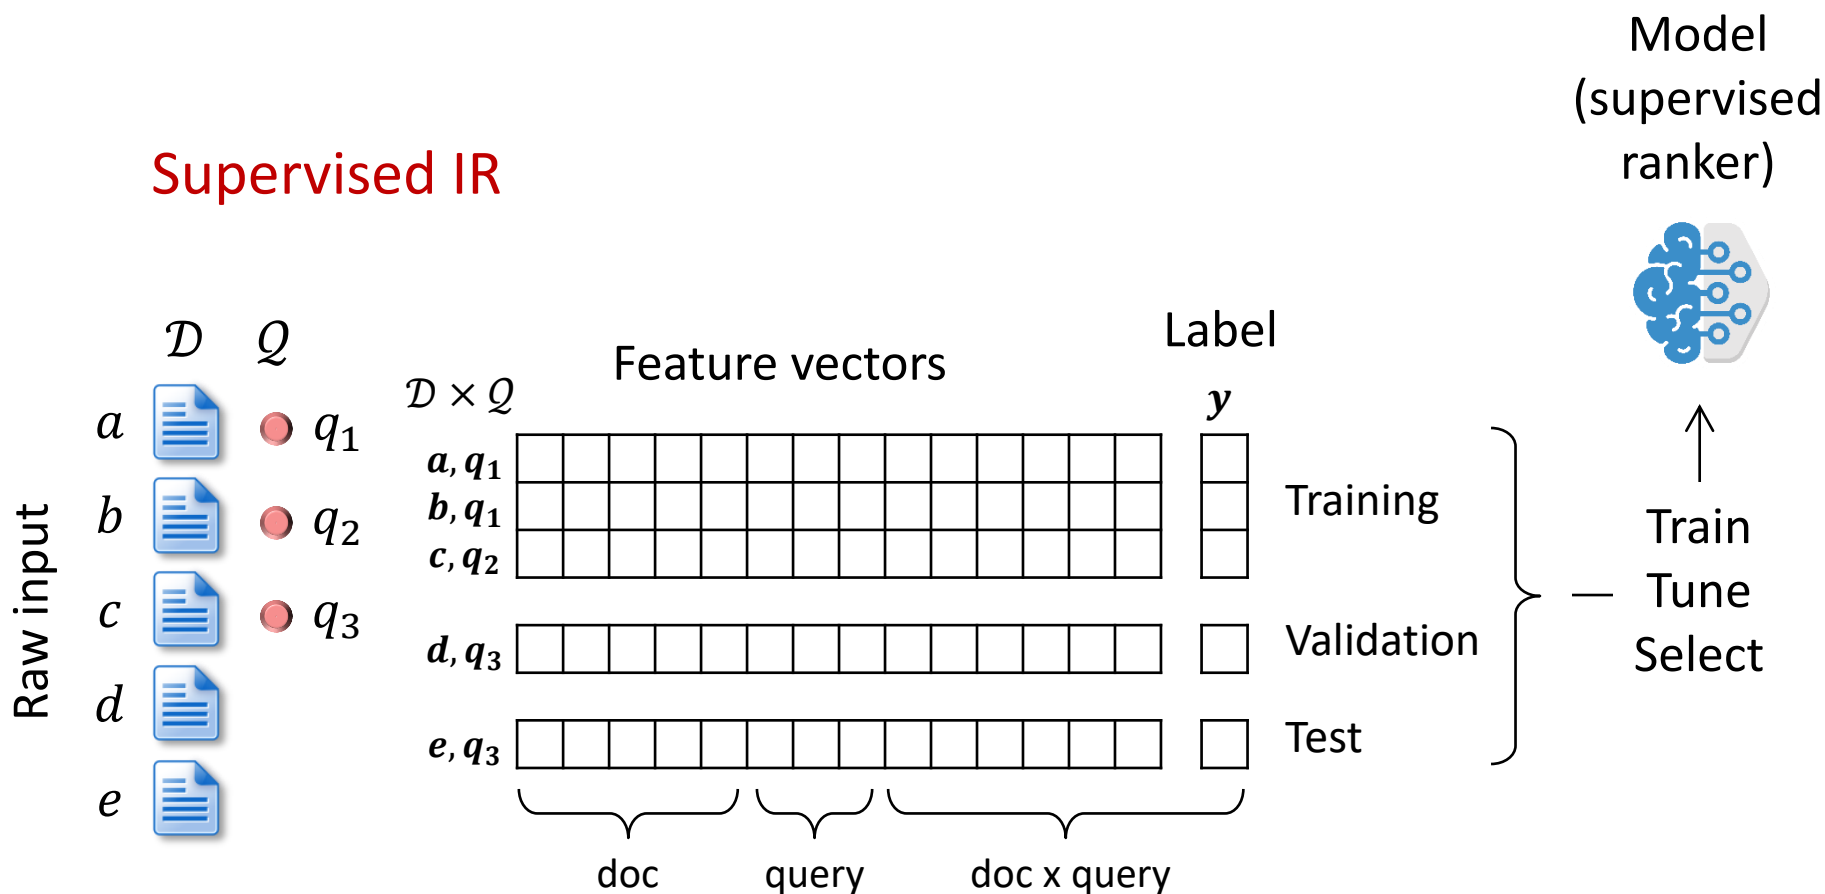 Model
(supervised
ranker)
Supervised IR
𝒟 𝒬
Feature vectors
Label
𝒟 × 𝒬
y
Raw input
a
q₁
b
q₂
c
q₃
d
e
a, q₁
b, q₁
c, q₂
Training
d, q₃
Validation
e, q₃
Test
Train
Tune
Select
doc
query
doc x query